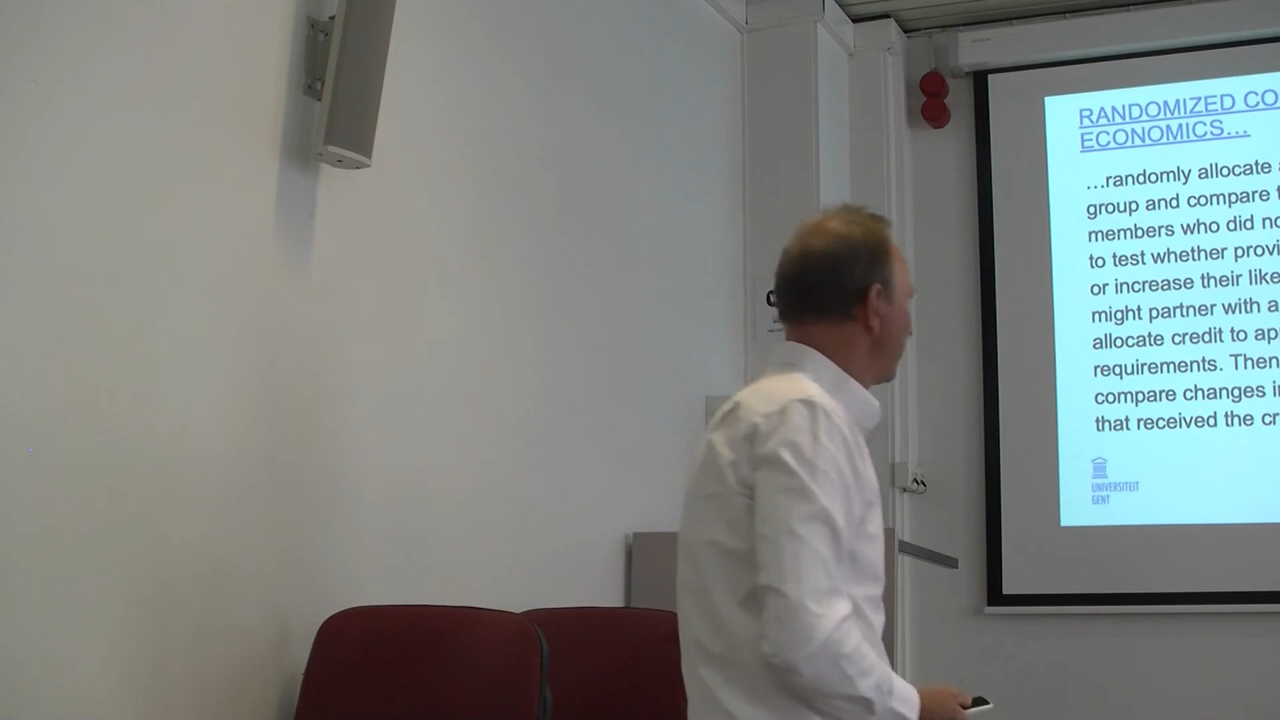 RANDOMIZED CO
ECONOMICS…
…randomly allocate a
group and compare t
members who did no
to test whether provi
or increase their like
might partner with a
allocate credit to ap
requirements. Then
compare changes i
that received the cr
UNIVERSITEIT
GENT